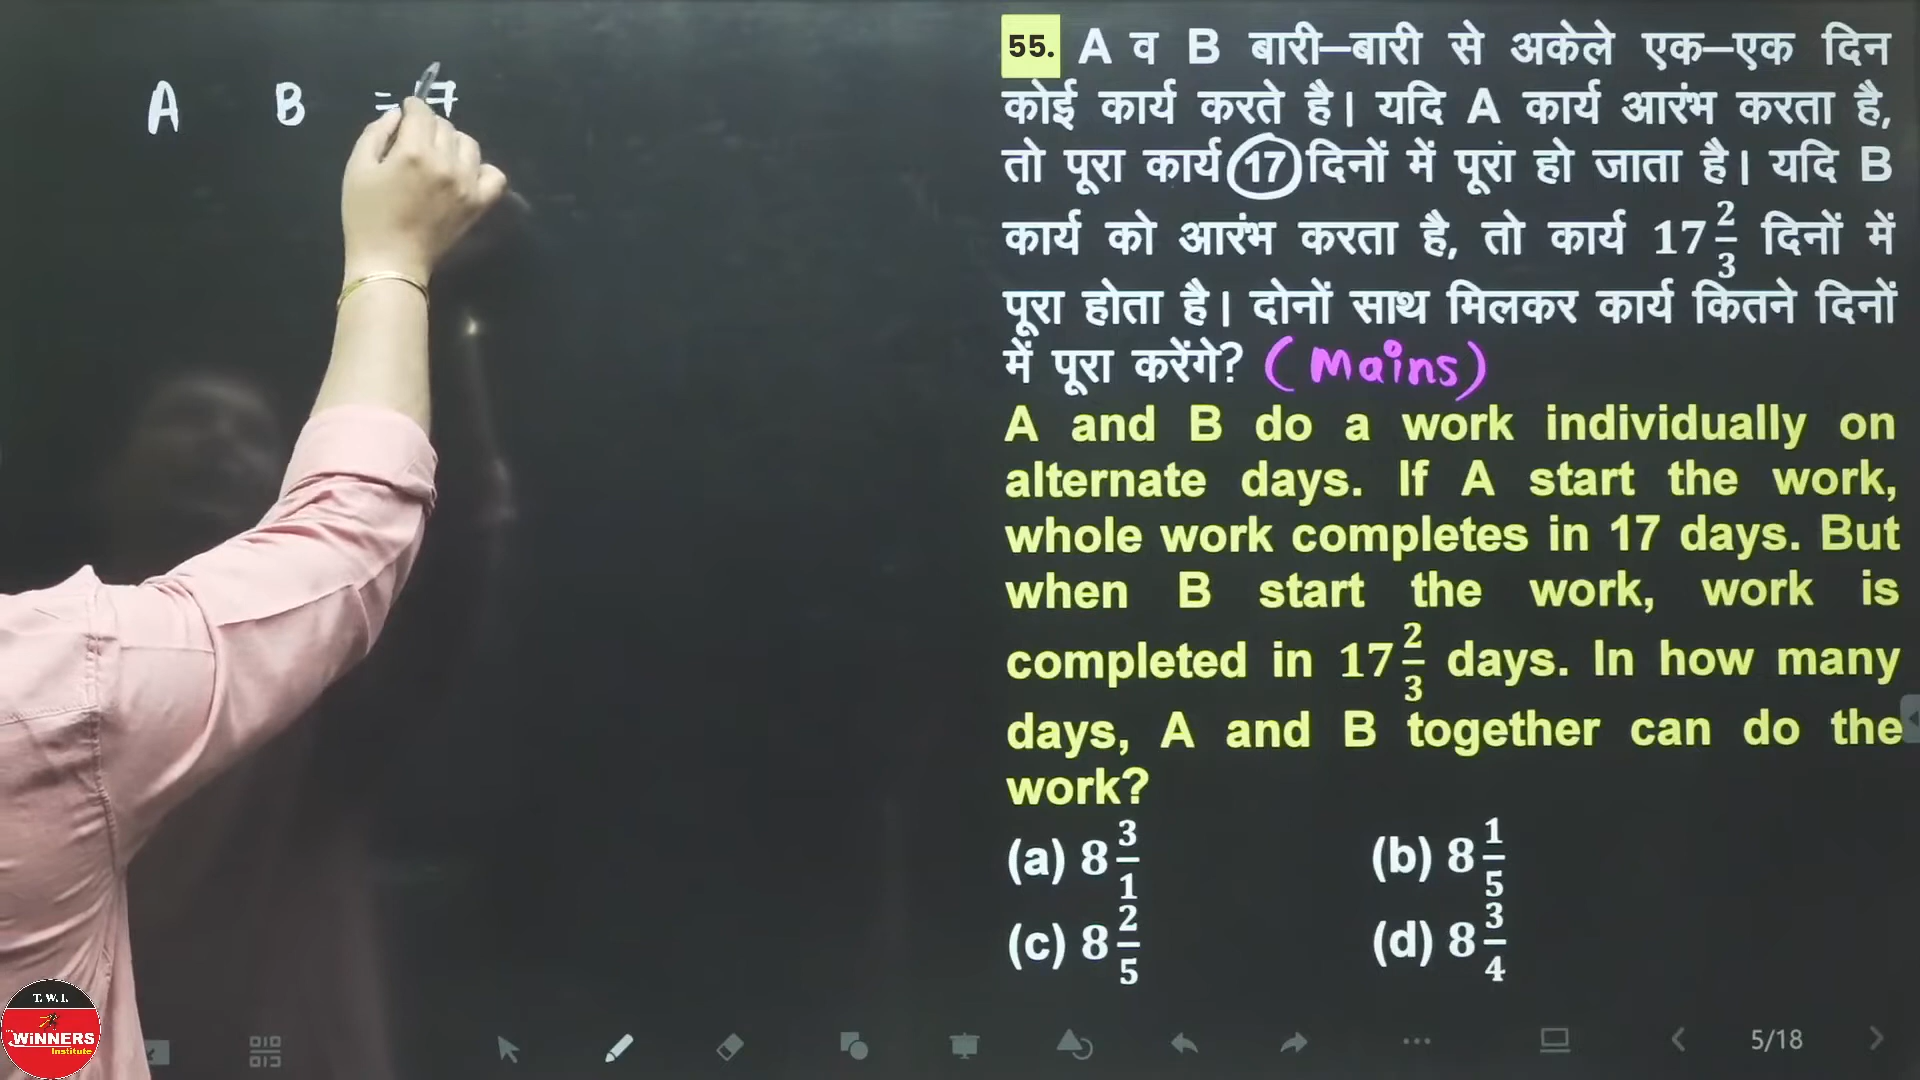 A B = 17
55. A व B बारी–बारी से अकेले एक–एक दिन
कोई कार्य करते है। यदि A कार्य आरंभ करता है,
तो पूरा कार्य 17 दिनों में पूरा हो जाता है। यदि B
कार्य को आरंभ करता है, तो कार्य 17 2/3 दिनों में
पूरा होता है। दोनों साथ मिलकर कार्य कितने दिनों
में पूरा करेंगे? (Mains)
A and B do a work individually on
alternate days. If A start the work,
whole work completes in 17 days. But
when B start the work, work is
completed in 17 2/3 days. In how many
days, A and B together can do the
work?
(a) 8 3/1 (b) 8 1/5
(c) 8 2/5 (d) 8 3/4
T.W.I.
WiNNERS
Institute
5/18